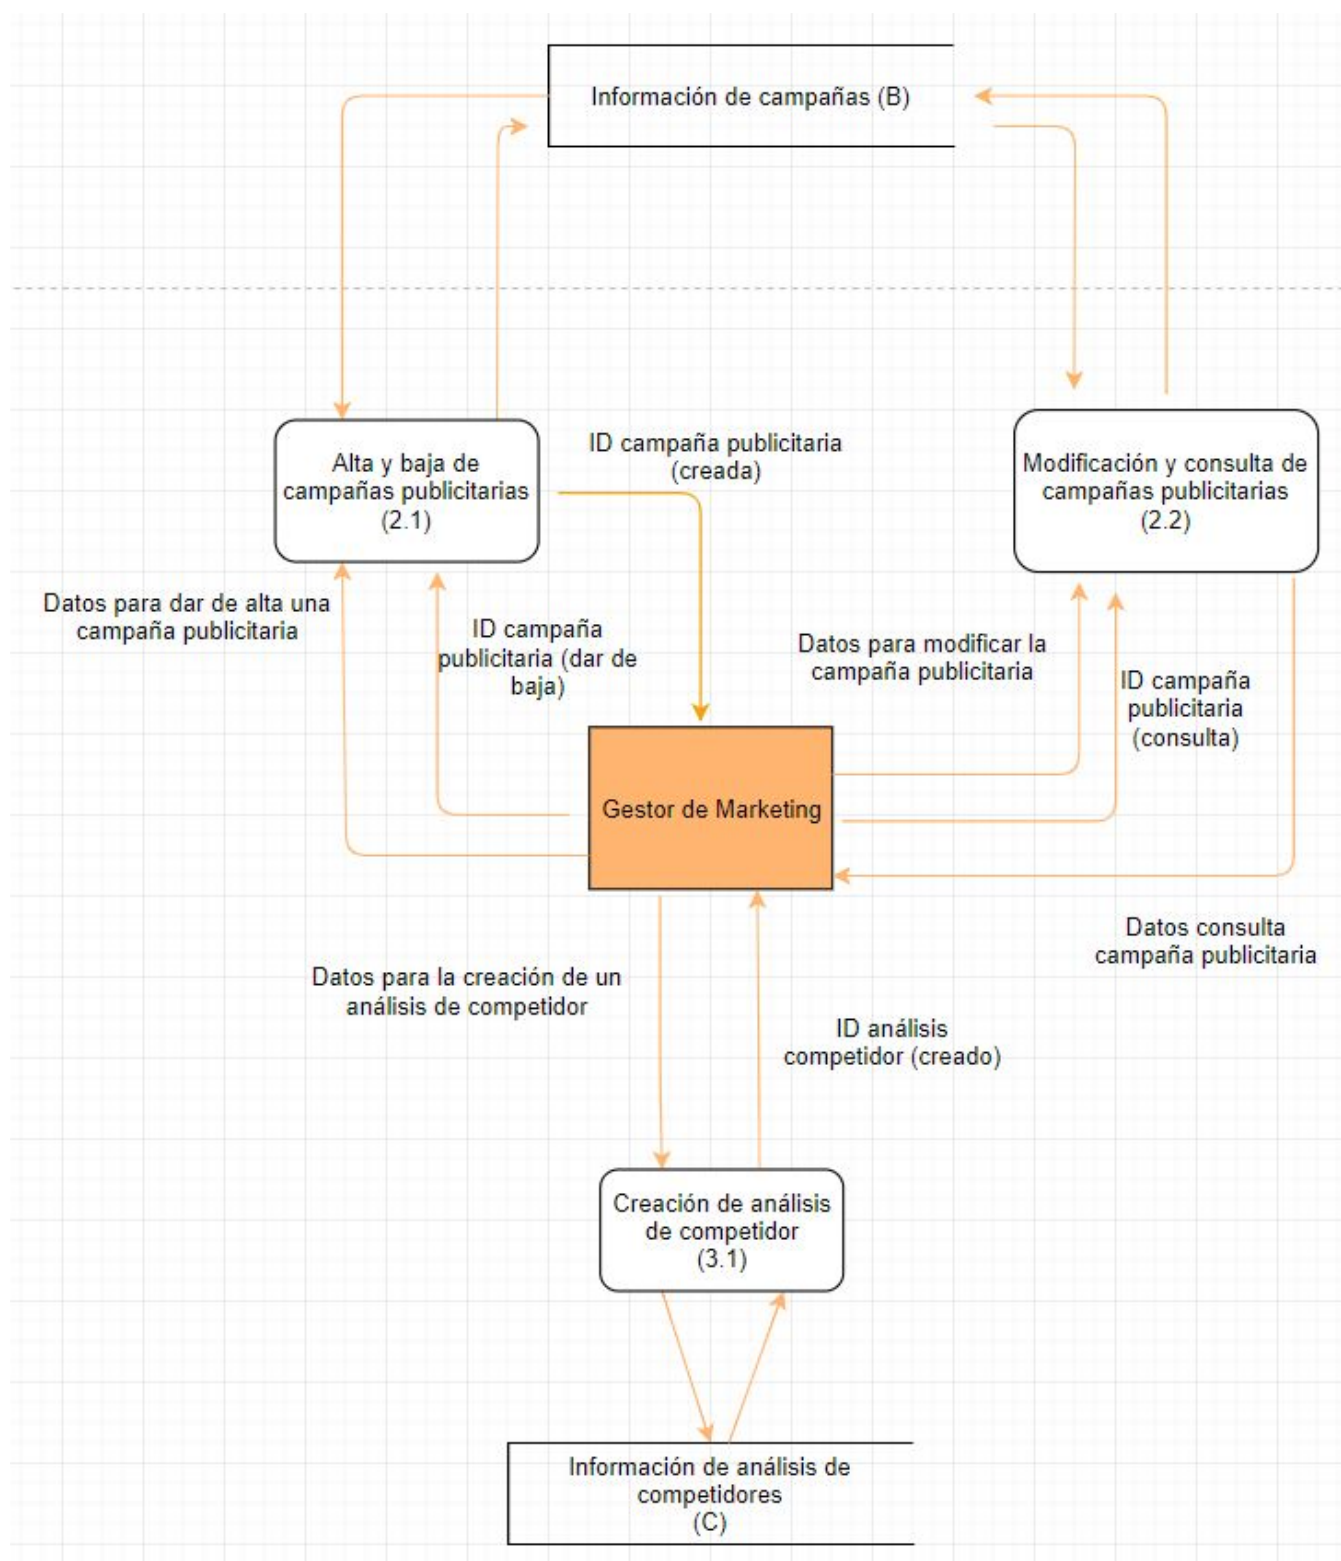 Información de campañas (B)
ID campaña publicitaria
(creada)
Alta y baja de
campañas publicitarias
(2.1)
Modificación y consulta de
campañas publicitarias
(2.2)
Datos para dar de alta una
campaña publicitaria
ID campaña
publicitaria (dar de
baja)
Datos para modificar la
campaña publicitaria
ID campaña
publicitaria
(consulta)
Gestor de Marketing
Datos consulta
campaña publicitaria
Datos para la creación de un
análisis de competidor
ID análisis
competidor (creado)
Creación de análisis
de competidor
(3.1)
Información de análisis de
competidores
(C)